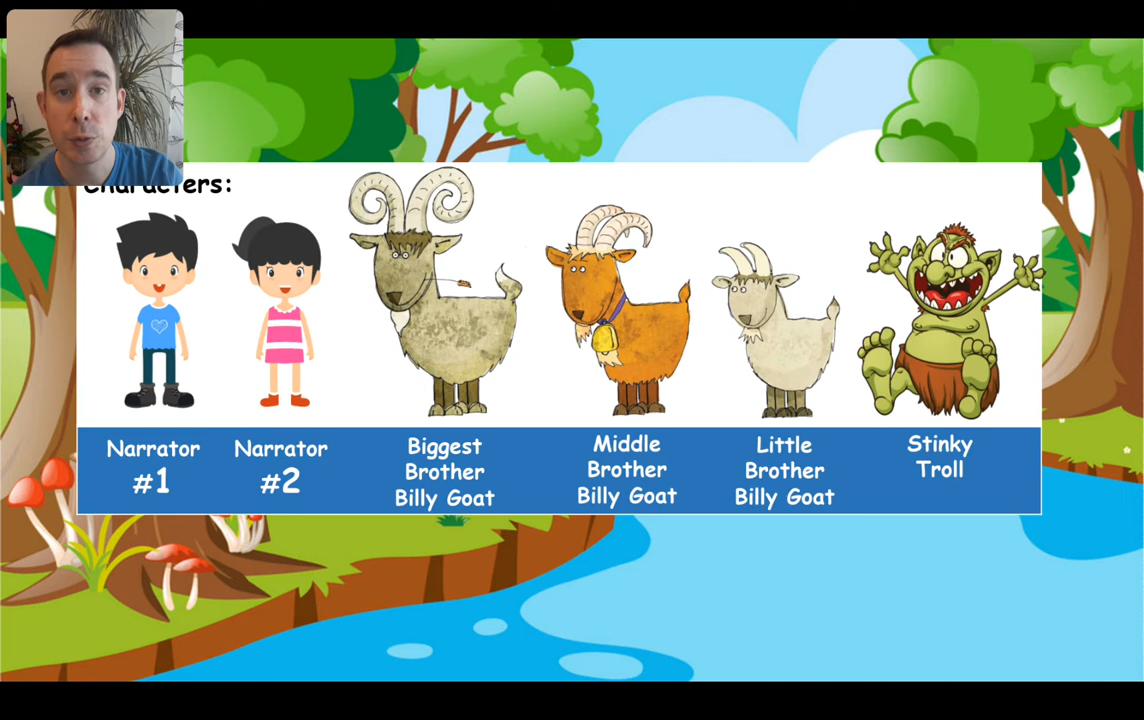 Characters:
Narrator
#1
Narrator
#2
Biggest
Brother
Billy Goat
Middle
Brother
Billy Goat
Little
Brother
Billy Goat
Stinky
Troll